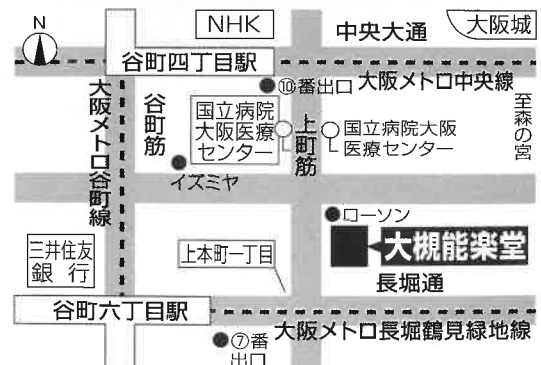 N
NHK
中央大通
大阪城
谷町四丁目駅
⑩番出口
大阪メトロ中央線
大阪メトロ谷町線
谷町筋
国立病院
大阪医療
センター
上町筋
国立病院大阪
医療センター
至森の宮
イズミヤ
ローソン
大槻能楽堂
三井住友
銀 行
上本町一丁目
長堀通
谷町六丁目駅
大阪メトロ長堀鶴見緑地線
⑦番
出口